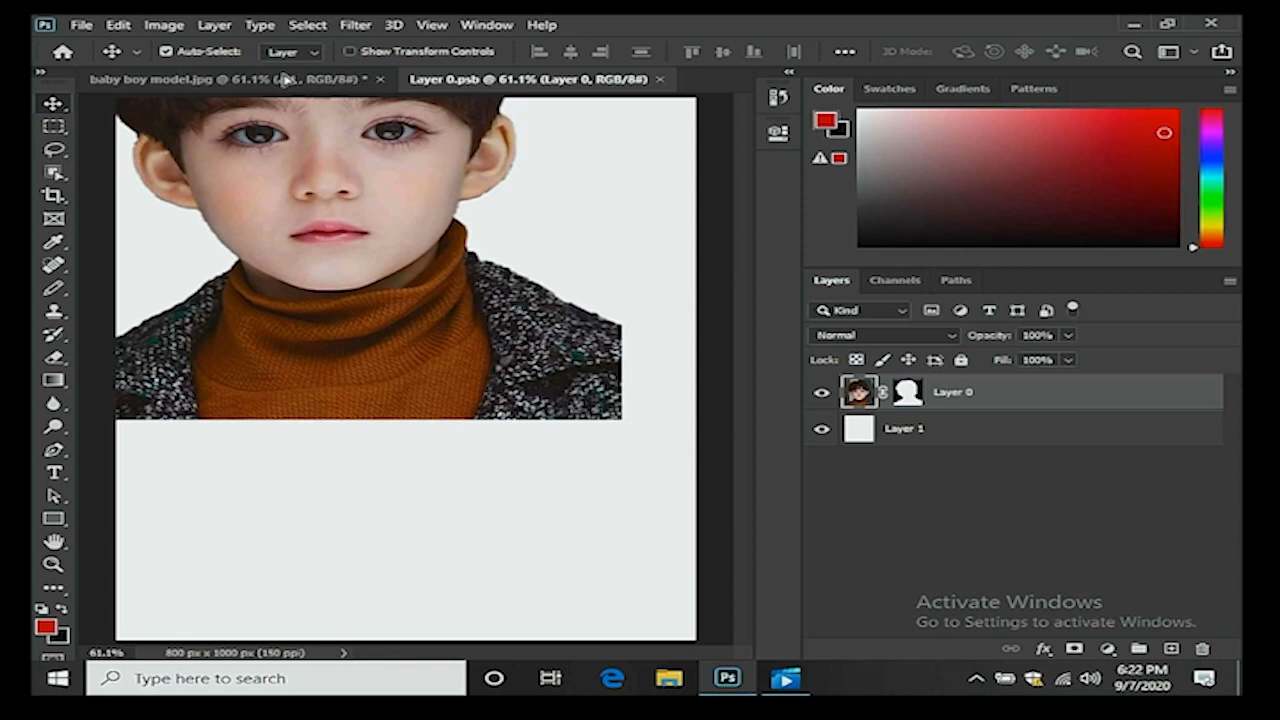 Ps File Edit Image Layer Type Select Filter 3D View Window Help
Auto-Select: Layer Show Transform Controls 3D Mode:
baby boy model.jpg @ 61.1% ( , RGB/8#) * Layer 0.psb @ 61.1% (Layer 0, RGB/8#)
Color Swatches Gradients Patterns
Layers Channels Paths
Kind
Normal Opacity: 100%
Lock: Fill: 100%
Layer 0
Layer 1
Activate Windows
Go to Settings to activate Windows.
61.1% 800 px x 1000 px (150 ppi)
Type here to search
Ps
6:22 PM
9/7/2020